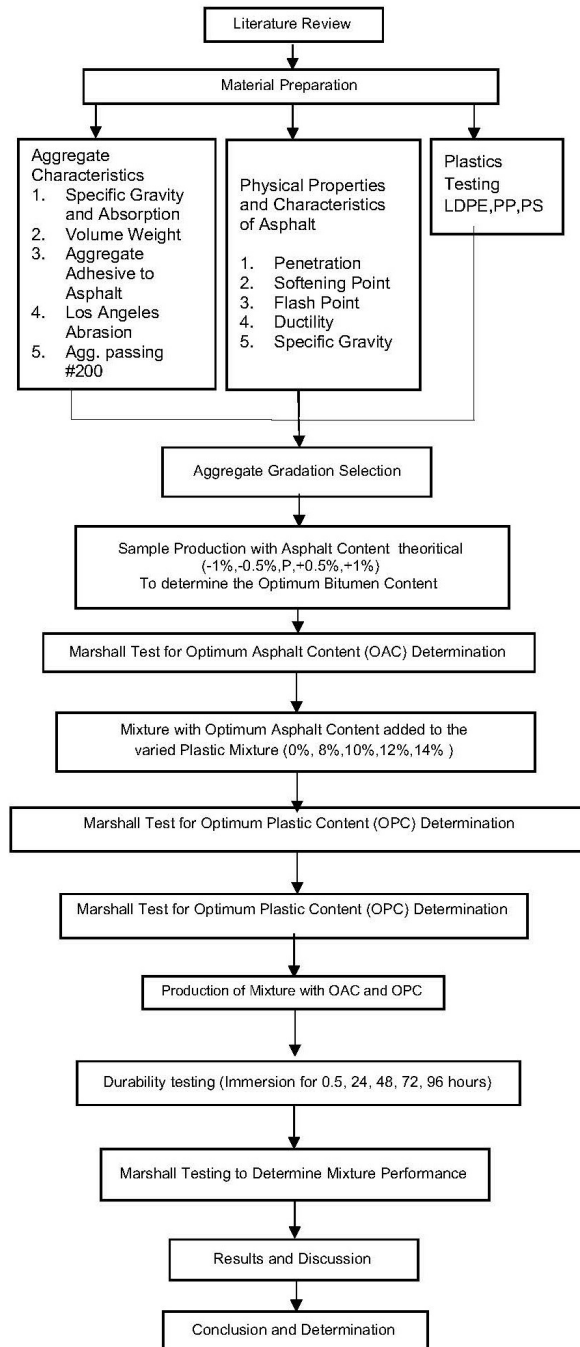 Literature Review
Material Preparation
Aggregate
Characteristics
1. Specific Gravity
and Absorption
2. Volume Weight
3. Aggregate
Adhesive to
Asphalt
4. Los Angeles
Abrasion
5. Agg. passing
#200
Physical Properties
and Characteristics
of Asphalt
1. Penetration
2. Softening Point
3. Flash Point
4. Ductility
5. Specific Gravity
Plastics
Testing
LDPE,PP,PS
Aggregate Gradation Selection
Sample Production with Asphalt Content theoritical
(-1%,-0.5%,P,+0.5%,+1%)
To determine the Optimum Bitumen Content
Marshall Test for Optimum Asphalt Content (OAC) Determination
Mixture with Optimum Asphalt Content added to the
varied Plastic Mixture (0%, 8%,10%,12%,14% )
Marshall Test for Optimum Plastic Content (OPC) Determination
Marshall Test for Optimum Plastic Content (OPC) Determination
Production of Mixture with OAC and OPC
Durability testing (Immersion for 0.5, 24, 48, 72, 96 hours)
Marshall Testing to Determine Mixture Performance
Results and Discussion
Conclusion and Determination